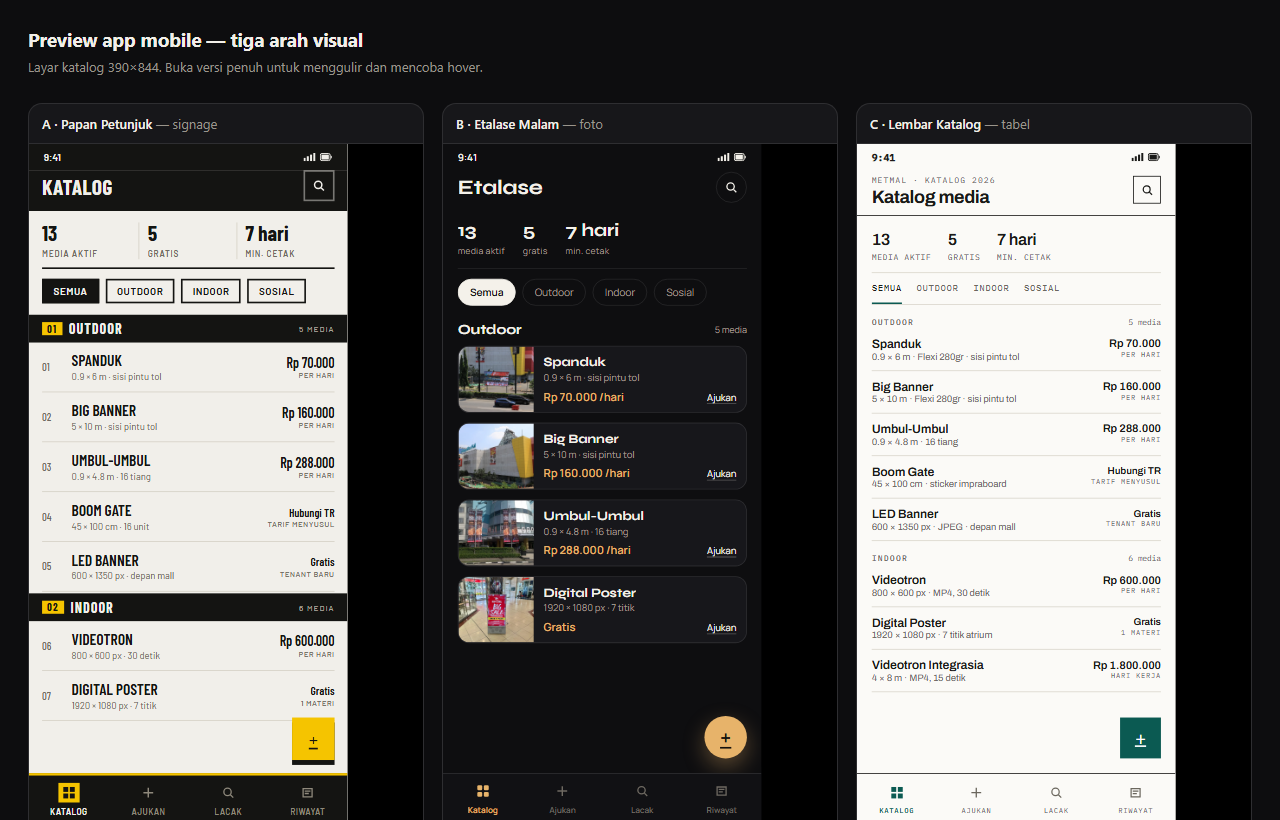 Preview app mobile — tiga arah visual
Layar katalog 390×844. Buka versi penuh untuk menggulir dan mencoba hover.
A · Papan Petunjuk — signage
9:41
KATALOG
13
MEDIA AKTIF
5
GRATIS
7 hari
MIN. CETAK
SEMUA
OUTDOOR
INDOOR
SOSIAL
01 OUTDOOR
5 MEDIA
01
SPANDUK
0.9 × 6 m · sisi pintu tol
Rp 70.000
PER HARI
02
BIG BANNER
5 × 10 m · sisi pintu tol
Rp 160.000
PER HARI
03
UMBUL-UMBUL
0.9 × 4.8 m · 16 tiang
Rp 288.000
PER HARI
04
BOOM GATE
45 × 100 cm · 16 unit
Hubungi TR
TARIF MENYUSUL
05
LED BANNER
600 × 1350 px · depan mall
Gratis
TENANT BARU
02 INDOOR
6 MEDIA
06
VIDEOTRON
800 × 600 px · 30 detik
Rp 600.000
PER HARI
07
DIGITAL POSTER
1920 × 1080 px · 7 titik
Gratis
1 MATERI
+
KATALOG
AJUKAN
LACAK
RIWAYAT
B · Etalase Malam — foto
9:41
Etalase
13
media aktif
5
gratis
7 hari
min. cetak
Semua
Outdoor
Indoor
Sosial
Outdoor
5 media
Spanduk
0.9 × 6 m · sisi pintu tol
Rp 70.000 /hari
Ajukan
Big Banner
5 × 10 m · sisi pintu tol
Rp 160.000 /hari
Ajukan
Umbul-Umbul
0.9 × 4.8 m · 16 tiang
Rp 288.000 /hari
Ajukan
Digital Poster
1920 × 1080 px · 7 titik
Gratis
Ajukan
+
Katalog
Ajukan
Lacak
Riwayat
C · Lembar Katalog — tabel
9:41
METMAL · KATALOG 2026
Katalog media
13
MEDIA AKTIF
5
GRATIS
7 hari
MIN. CETAK
SEMUA
OUTDOOR
INDOOR
SOSIAL
OUTDOOR
5 media
Spanduk
0.9 × 6 m · Flexi 280gr · sisi pintu tol
Rp 70.000
PER HARI
Big Banner
5 × 10 m · Flexi 280gr · sisi pintu tol
Rp 160.000
PER HARI
Umbul-Umbul
0.9 × 4.8 m · 16 tiang
Rp 288.000
PER HARI
Boom Gate
45 × 100 cm · sticker impraboard
Hubungi TR
TARIF MENYUSUL
LED Banner
600 × 1350 px · JPEG · depan mall
Gratis
TENANT BARU
INDOOR
6 media
Videotron
800 × 600 px · MP4, 30 detik
Rp 600.000
PER HARI
Digital Poster
1920 × 1080 px · 7 titik atrium
Gratis
1 MATERI
Videotron Integrasia
4 × 8 m · MP4, 15 detik
Rp 1.800.000
HARI KERJA
+
KATALOG
AJUKAN
LACAK
RIWAYAT